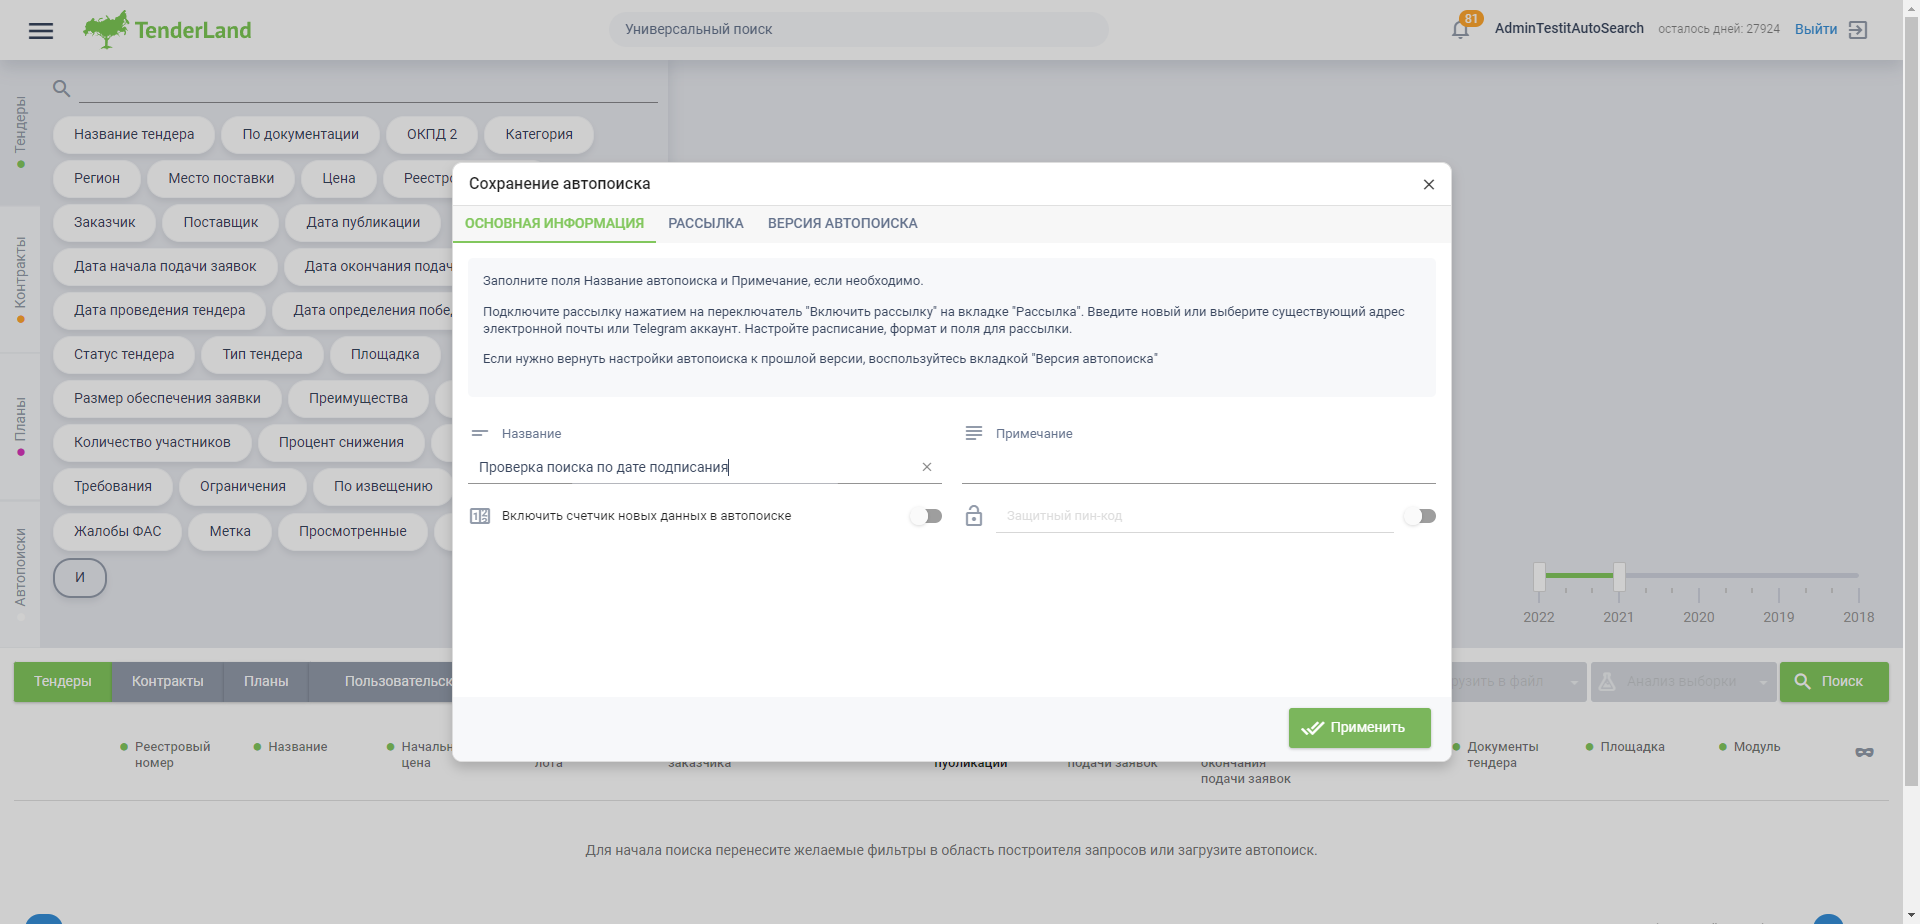 TenderLand
Универсальный поиск
81
AdminTestitAutoSearch
осталось дней: 27924
Выйти
Тендеры
Контракты
Планы
Автопоиски
Название тендера
По документации
ОКПД 2
Категория
Регион
Место поставки
Цена
Реестро
Заказчик
Поставщик
Дата публикации
Дата начала подачи заявок
Дата окончания подач
Дата проведения тендера
Дата определения побед
Статус тендера
Тип тендера
Площадка
Размер обеспечения заявки
Преимущества
Количество участников
Процент снижения
Требования
Ограничения
По извещению
Жалобы ФАС
Метка
Просмотренные
И
Сохранение автопоиска
ОСНОВНАЯ ИНФОРМАЦИЯ
РАССЫЛКА
ВЕРСИЯ АВТОПОИСКА
Заполните поля Название автопоиска и Примечание, если необходимо.
Подключите рассылку нажатием на переключатель "Включить рассылку" на вкладке "Рассылка". Введите новый или выберите существующий адрес
электронной почты или Telegram аккаунт. Настройте расписание, формат и поля для рассылки.
Если нужно вернуть настройки автопоиска к прошлой версии, воспользуйтесь вкладкой "Версия автопоиска"
Название
Примечание
Проверка поиска по дате подписания
Включить счетчик новых данных в автопоиске
Защитный пин-код
Применить
2022
2021
2020
2019
2018
Тендеры
Контракты
Планы
Пользовательск
рузить в файл
Анализ выборки
Поиск
Реестровый
номер
Название
Началь
цена
лота
заказчика
публикации
подачи заявок
окончания
подачи заявок
Документы
тендера
Площадка
Модуль
Для начала поиска перенесите желаемые фильтры в область построителя запросов или загрузите автопоиск.